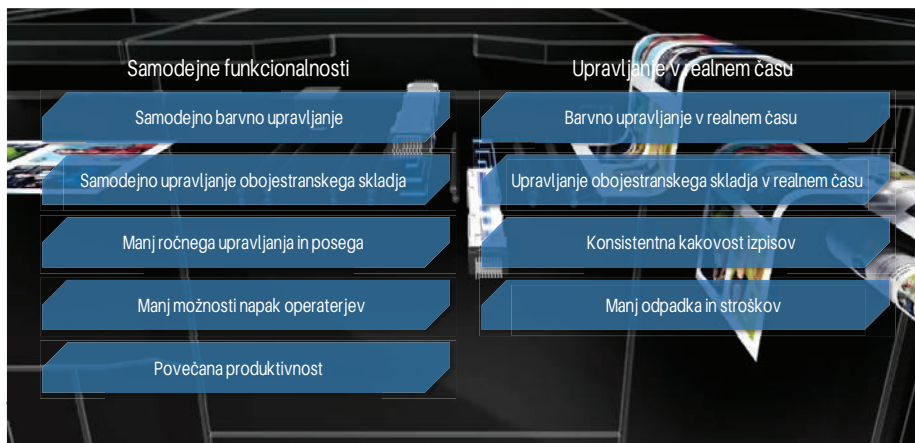 Samodejne funkcionalnosti
Samodejno barvno upravljanje
Samodejno upravljanje obojestranskega skladja
Manj ročnega upravljanja in posega
Manj možnosti napak operaterjev
Povečana produktivnost
Upravljanje v realnem času
Barvno upravljanje v realnem času
Upravljanje obojestranskega skladja v realnem času
Konsistentna kakovost izpisov
Manj odpadka in stroškov